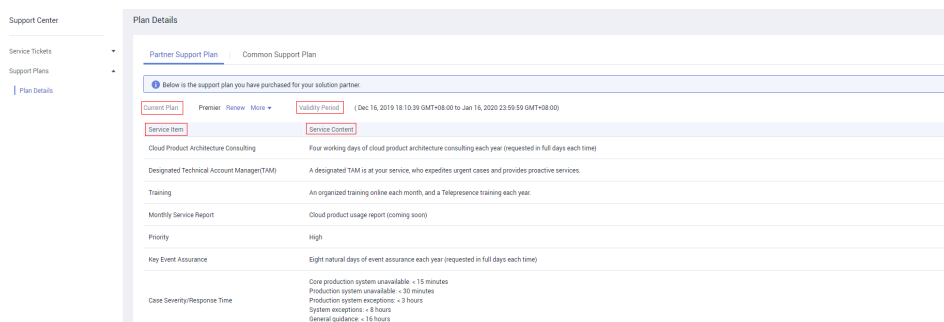 Support Center
Plan Details
Service Tickets
Support Plans
Plan Details
Partner Support Plan
Common Support Plan
Below is the support plan you have purchased for your solution partner.
Current Plan Premier Renew More Validity Period ( Dec 16, 2019 18:10:39 GMT+08:00 to Jan 16, 2020 23:59:59 GMT+08:00)
Service Item Service Content
Cloud Product Architecture Consulting Four working days of cloud product architecture consulting each year (requested in full days each time)
Designated Technical Account Manager(TAM) A designated TAM is at your service, who expedites urgent cases and provides proactive services.
Training An organized training online each month, and a Telepresence training each year.
Monthly Service Report Cloud product usage report (coming soon)
Priority High
Key Event Assurance Eight natural days of event assurance each year (requested in full days each time)
Case Severity/Response Time
Core production system unavailable: < 15 minutes
Production system unavailable: < 30 minutes
Production system exceptions: < 3 hours
System exceptions: < 8 hours
General guidance: < 16 hours